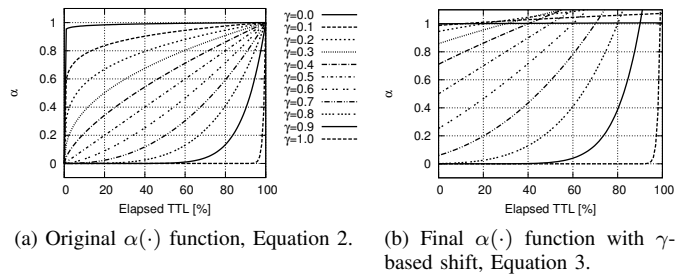 1
0.8
0.6
0.4
0.2
0
α
0 20 40 60 80 100
Elapsed TTL [%]
γ=0.0
γ=0.1
γ=0.2
γ=0.3
γ=0.4
γ=0.5
γ=0.6
γ=0.7
γ=0.8
γ=0.9
γ=1.0
1
0.8
0.6
0.4
0.2
0
α
0 20 40 60 80 100
Elapsed TTL [%]
(a) Original α(·) function, Equation 2.
(b) Final α(·) function with γ-
based shift, Equation 3.